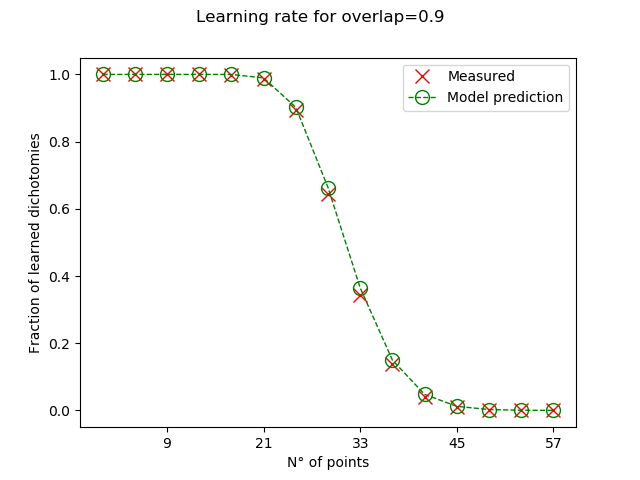 Learning rate for overlap=0.9
Measured
Model prediction
Fraction of learned dichotomies
1.0
0.8
0.6
0.4
0.2
0.0
9 21 33 45 57
N° of points